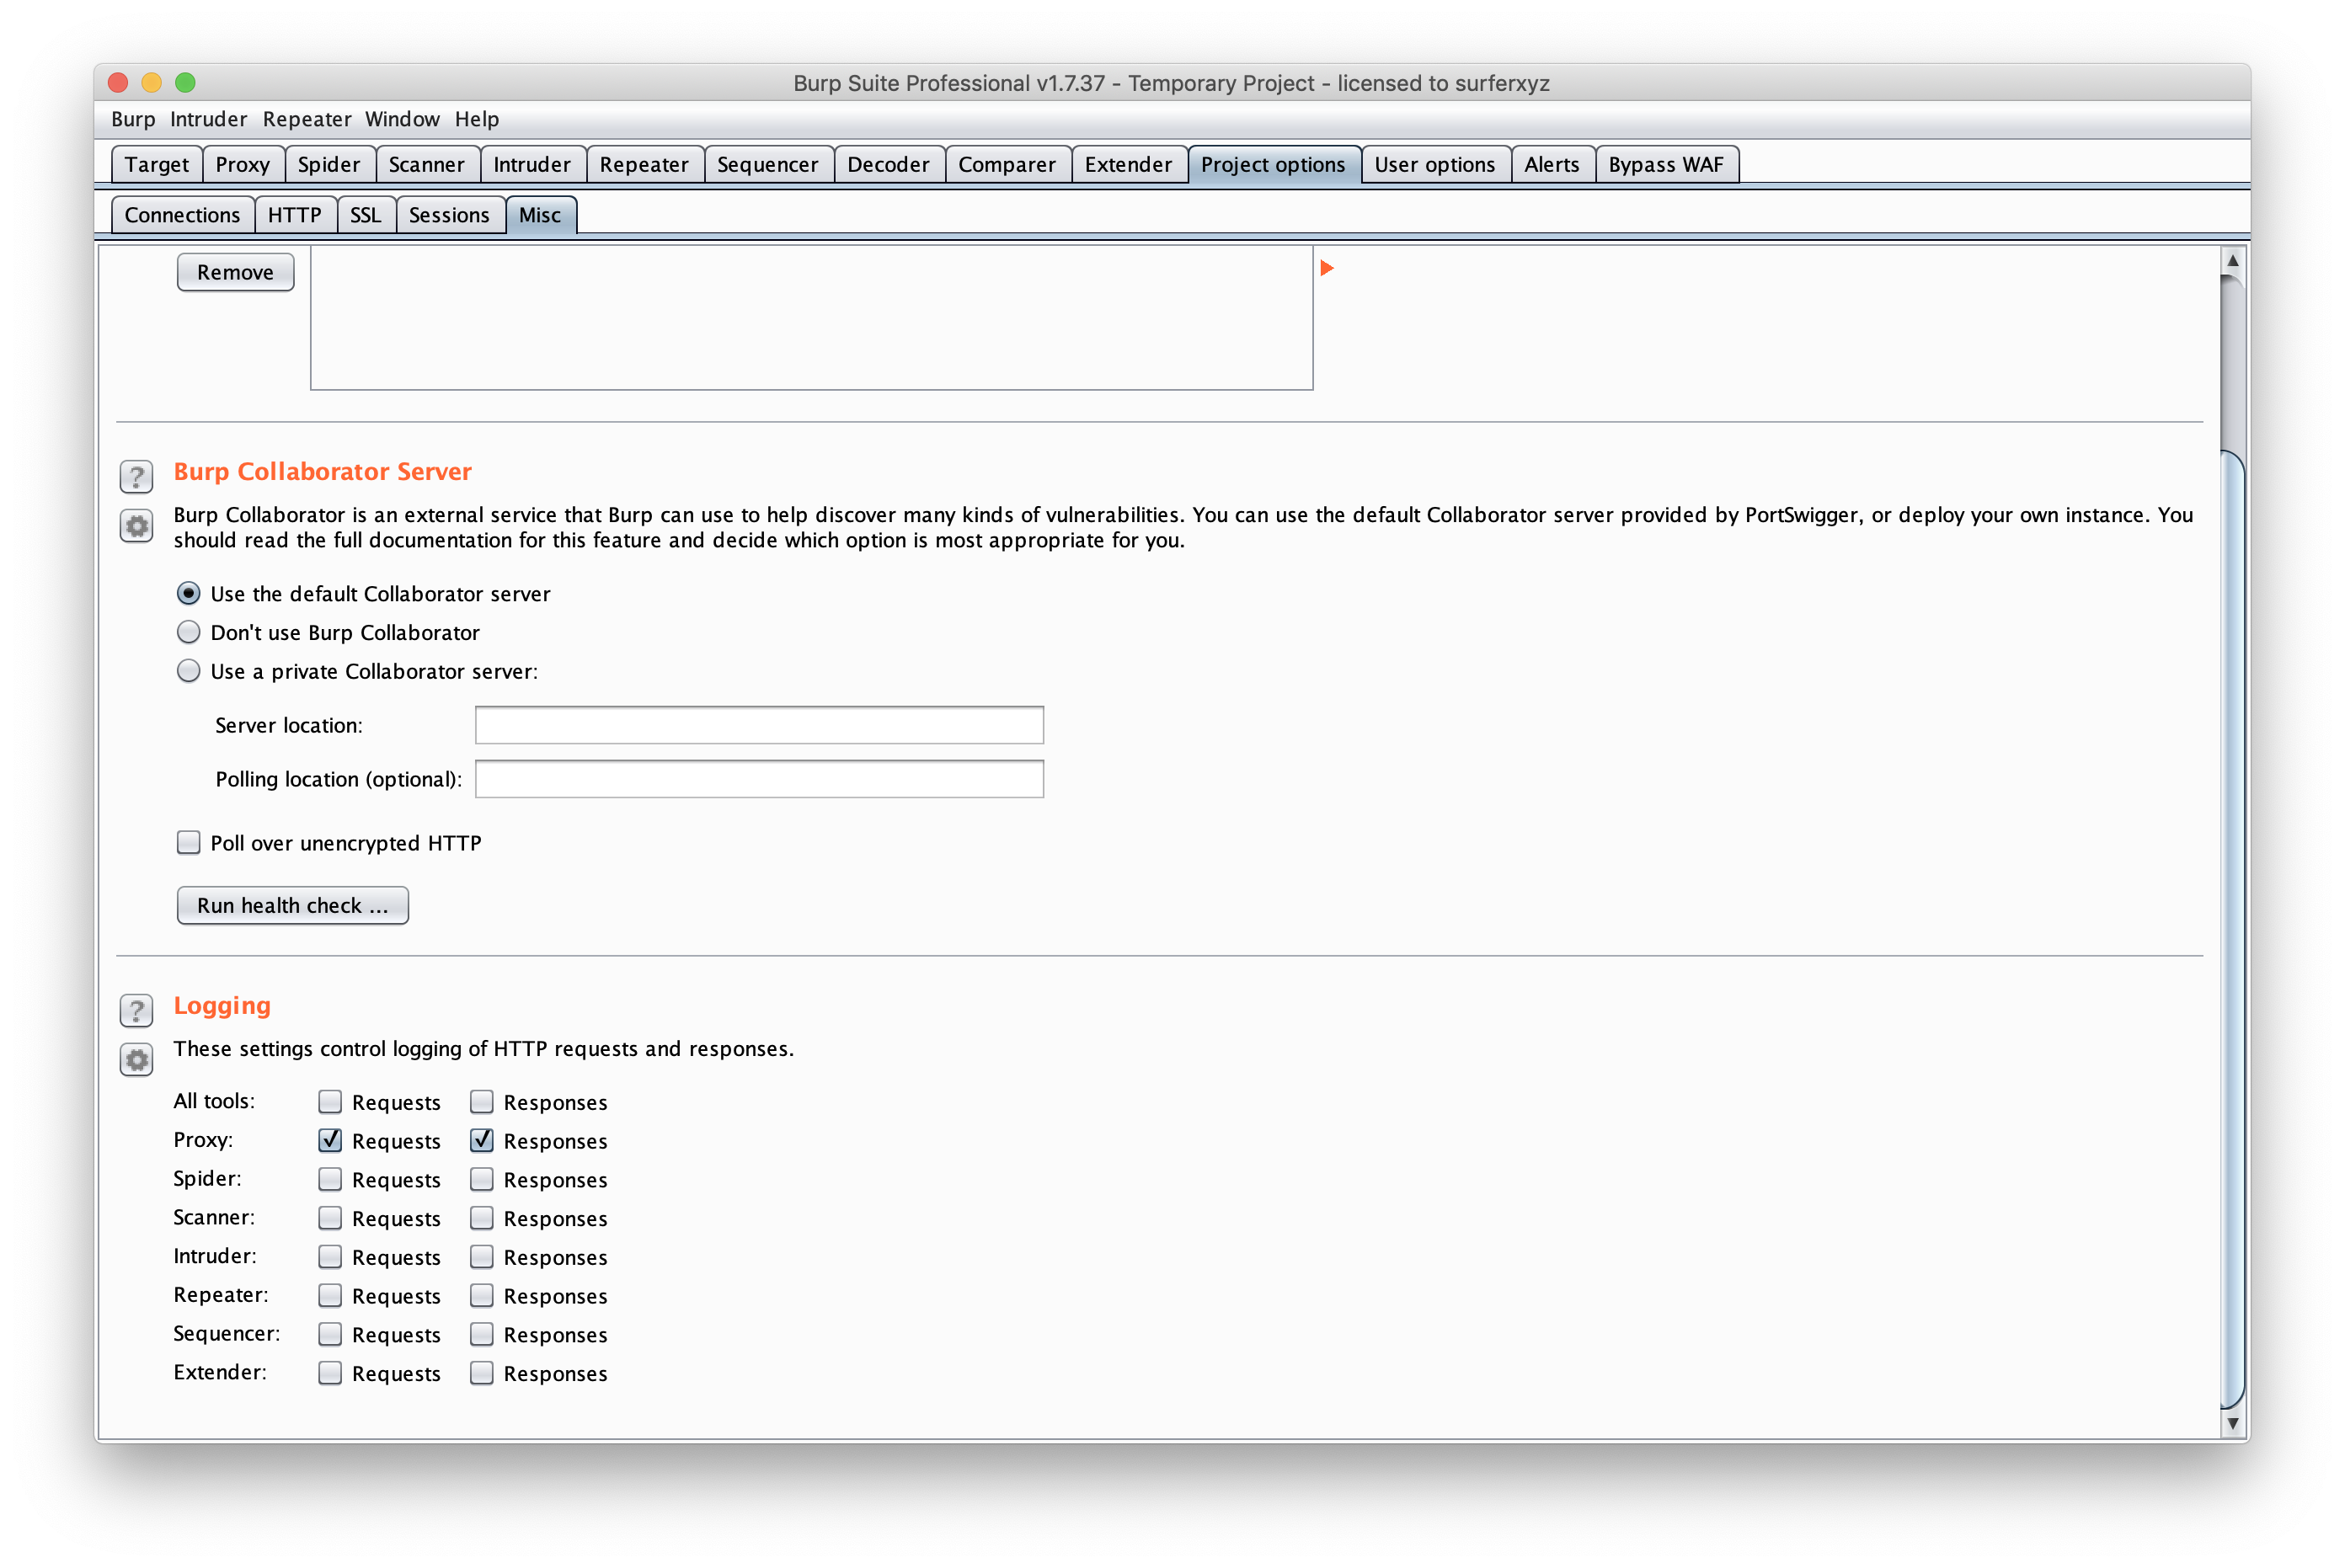 Burp Suite Professional v1.7.37 - Temporary Project - licensed to surferxyz
Burp Intruder Repeater Window Help
Target Proxy Spider Scanner Intruder Repeater Sequencer Decoder Comparer Extender Project options User options Alerts Bypass WAF
Connections HTTP SSL Sessions Misc
Remove
? Burp Collaborator Server
Burp Collaborator is an external service that Burp can use to help discover many kinds of vulnerabilities. You can use the default Collaborator server provided by PortSwigger, or deploy your own instance. You
should read the full documentation for this feature and decide which option is most appropriate for you.
Use the default Collaborator server
Don't use Burp Collaborator
Use a private Collaborator server:
Server location:
Polling location (optional):
Poll over unencrypted HTTP
Run health check ...
? Logging
These settings control logging of HTTP requests and responses.
All tools: Requests Responses
Proxy: Requests Responses
Spider: Requests Responses
Scanner: Requests Responses
Intruder: Requests Responses
Repeater: Requests Responses
Sequencer: Requests Responses
Extender: Requests Responses